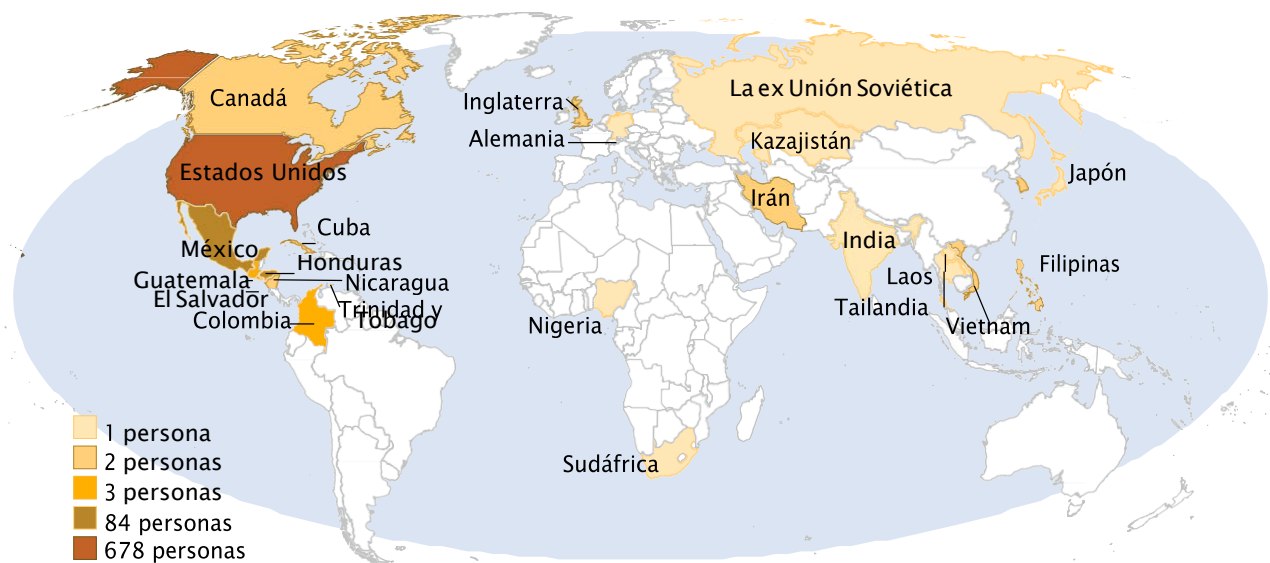 Canadá
Inglaterra
La ex Unión Soviética
Alemania
Kazajistán
Estados Unidos
Japón
Irán
Cuba
México
India
Honduras
Filipinas
Guatemala
Nicaragua
Laos
El Salvador
Trinidad y
Tobago
Colombia
Tailandia
Nigeria
Vietnam
Sudáfrica
1 persona
2 personas
3 personas
84 personas
678 personas